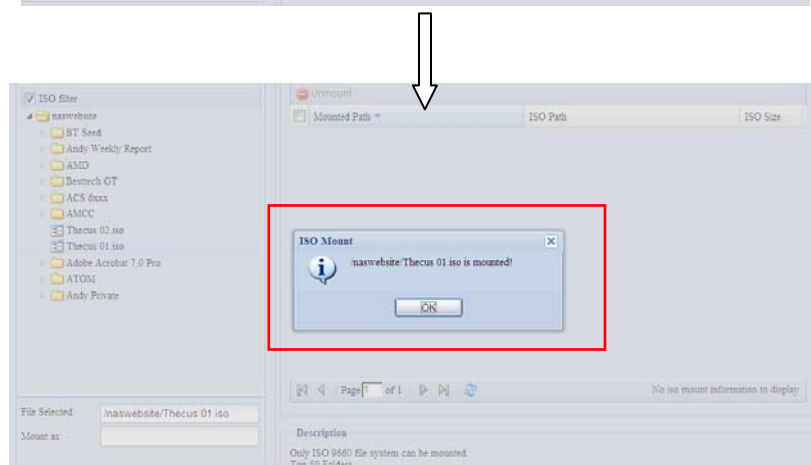 ISO filter
naswebsite
BT Seed
Andy Weekly Report
AMD
Besttech GT
ACS 6xxx
AMCC
Thecus 02.iso
Thecus 01.iso
Adobe Acrobat 7.0 Pro
ATOM
Andy Private
File Selected: /naswebsite/Thecus 01.iso
Mount as:
Unmount
Mounted Path ISO Path ISO Size
ISO Mount
/naswebsite/Thecus 01.iso is mounted!
OK
Page 1 of 1 No iso mount information to display
Description
Only ISO 9660 file system can be mounted.
Top 50 Folders